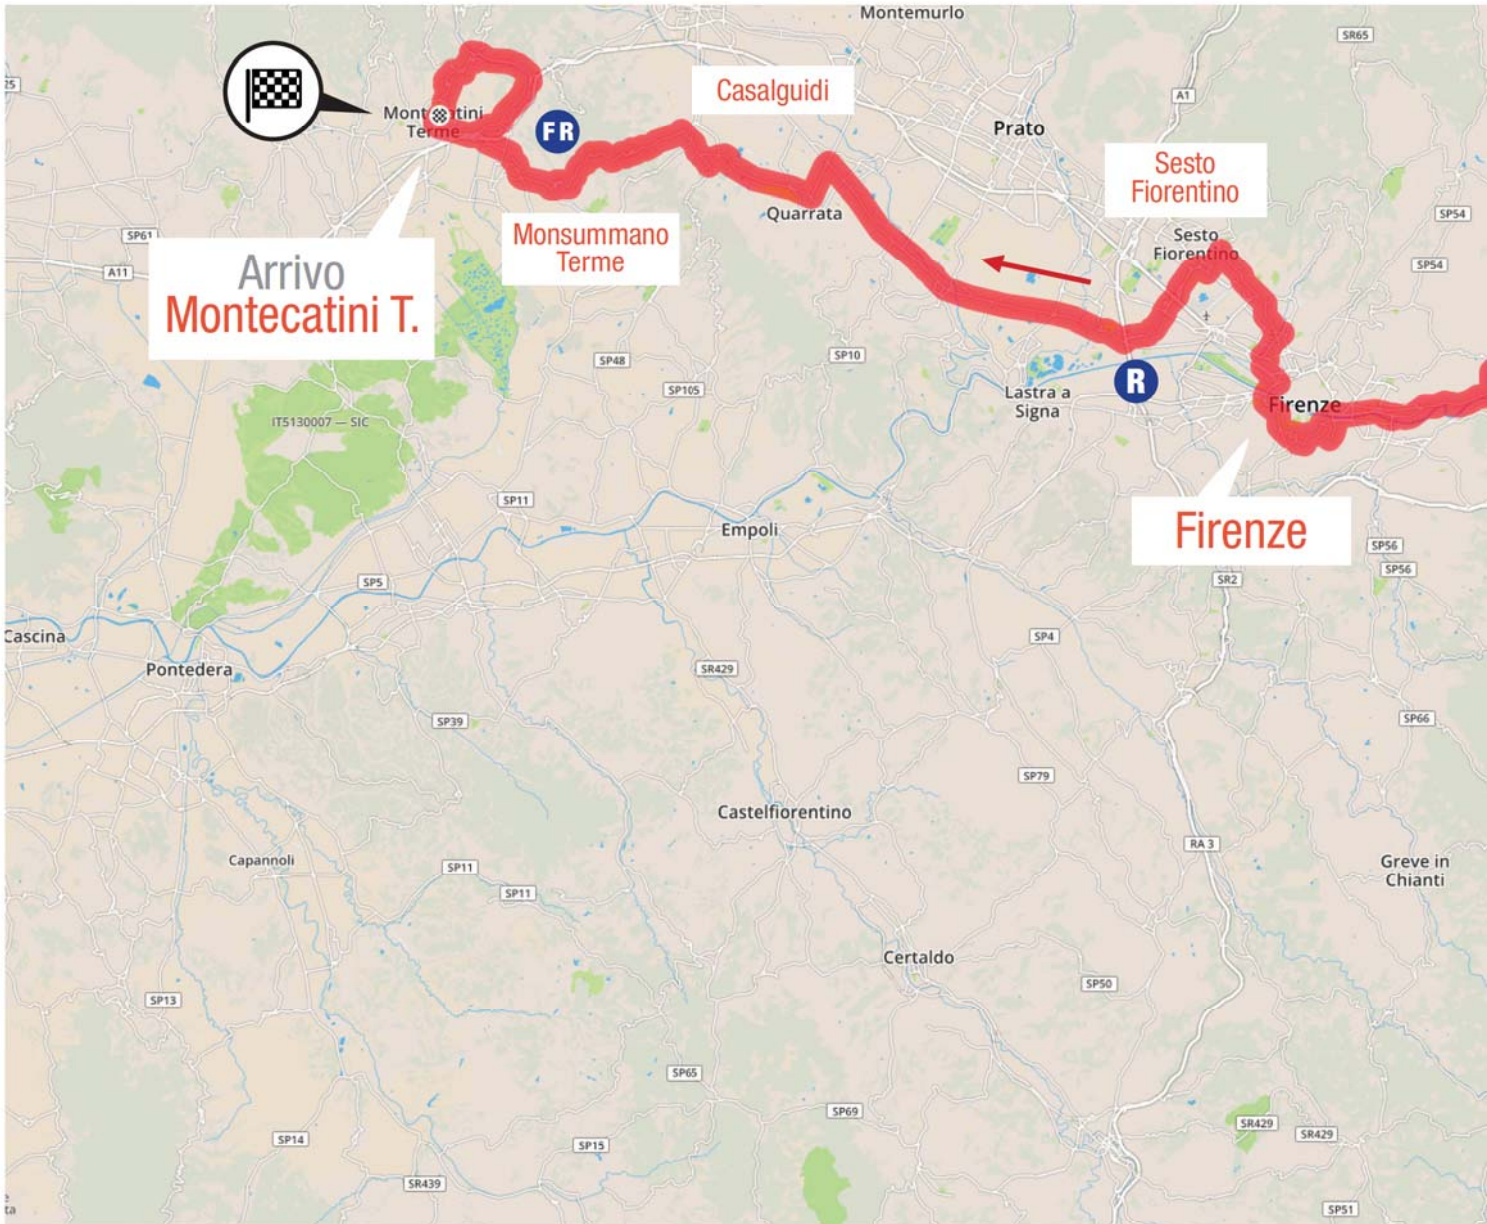 Montemurlo
SR65
25
A1
Casalguidi
Montecatini
Terme
FR
Prato
Sesto
Fiorentino
Quarrata
SP54
Sesto
Fiorentino
SP61
Monsummano
Terme
SP54
A11
Arrivo
Montecatini T.
SP10
SP48
SP105
R
Lastra a
Signa
Firenze
IT5130007 — SIC
SP11
Empoli
Firenze
SP56
SP56
SP5
SR2
Cascina
SP4
Pontedera
SR429
SP39
SP66
SP79
Castelfiorentino
RA 3
Capannoli
SP11
SP11
Greve in
Chianti
Certaldo
SP50
SP13
SP65
SP69
SR429
SR429
SP14
SP15
SR439
SP51